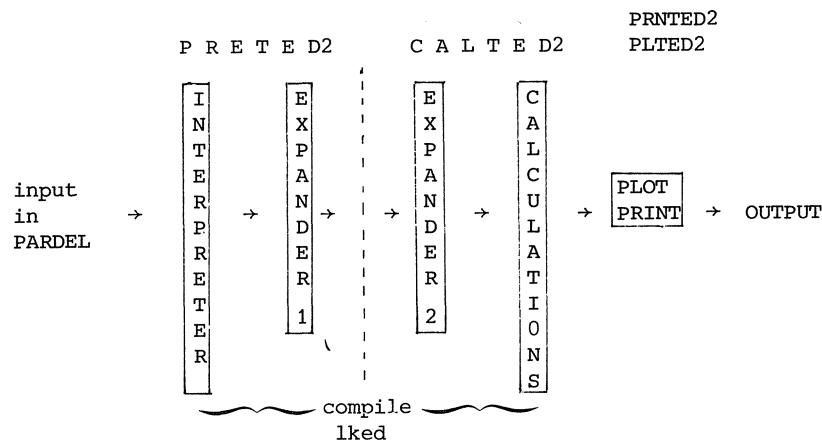 PRNTED2
P R E T E D2
C A L T E D2
PLTED2
INTERPRETER
EXPANDER 1
EXPANDER 2
CALCULATIONS
input
in
PARDEL
→ → → → → → →
PLOT
PRINT
OUTPUT
compile
lked